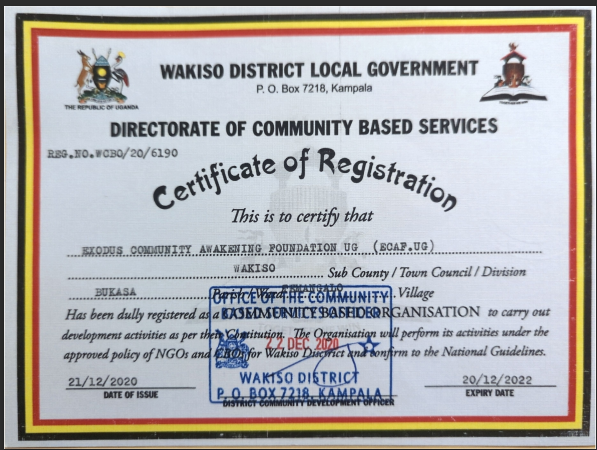 WAKISO DISTRICT LOCAL GOVERNMENT
P. O. Box 7218, Kampala
THE REPUBLIC OF UGANDA
DIRECTORATE OF COMMUNITY BASED SERVICES
REG.NO.WCBO/20/6190
Certificate of Registration
This is to certify that
EXODUS COMMUNITY AWAKENING FOUNDATION UG (ECAF.UG)
WAKISO Sub County / Town Council / Division
BUKASA Parish / Ward Village
Has been dully registered as a COMMUNITY BASED ORGANISATION to carry out
development activities as per their Constitution. The Organisation will perform its activities under the
approved policy of NGOs and CBOs for Wakiso District and confirm to the National Guidelines.
OFFICE OF THE COMMUNITY
22 DEC 2020
WAKISO DISTRICT
P. O. BOX 7218, KAMPALA
21/12/2020
DATE OF ISSUE
DISTRICT COMMUNITY DEVELOPMENT OFFICER
20/12/2022
EXPIRY DATE